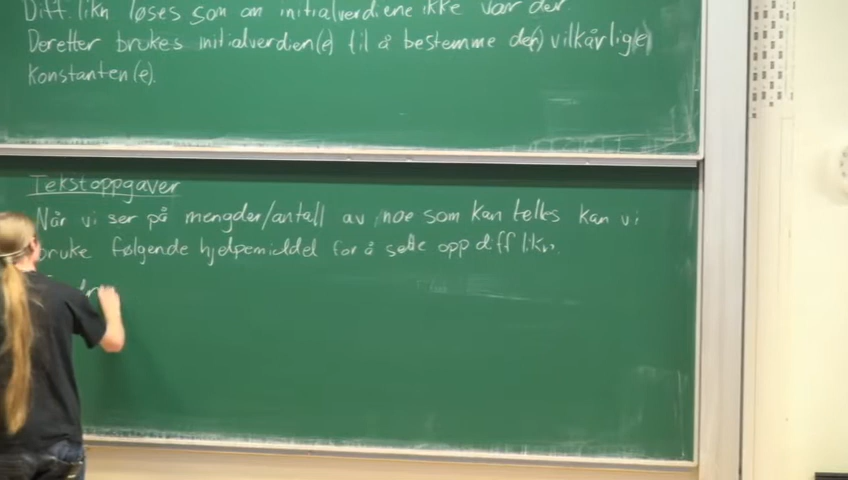 Diff.likn løses som om initialverdiene ikke var der
Deretter brukes initialverdien(e) til å bestemme de(n) vilkårlige
konstanten(e).
Tekstoppgaver
Når vi ser på mengder/antall av noe som kan telles kan vi
bruke følgende hjelpemiddel for å sette opp diff likn.